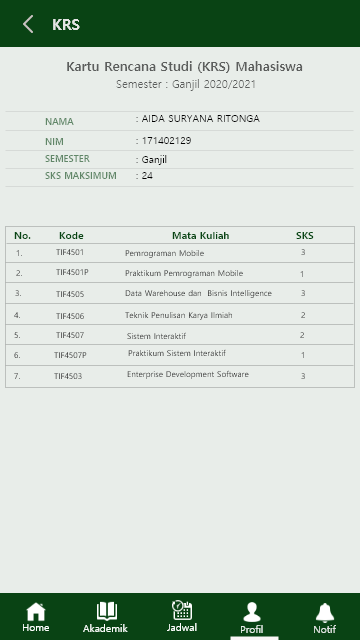 KRS
Kartu Rencana Studi (KRS) Mahasiswa
Semester : Ganjil 2020/2021
NAMA : AIDA SURYANA RITONGA
NIM : 171402129
SEMESTER : Ganjil
SKS MAKSIMUM : 24
No. Kode Mata Kuliah SKS
1. TIF4501 Pemrograman Mobile 3
2. TIF4501P Praktikum Pemrograman Mobile 1
3. TIF4505 Data Warehouse dan Bisnis Intelligence 3
4. TIF4506 Teknik Penulisan Karya Ilmiah 2
5. TIF4507 Sistem Interaktif 2
6. TIF4507P Praktikum Sistem Interaktif 1
7. TIF4503 Enterprise Development Software 3
Home Akademik Jadwal Profil Notif